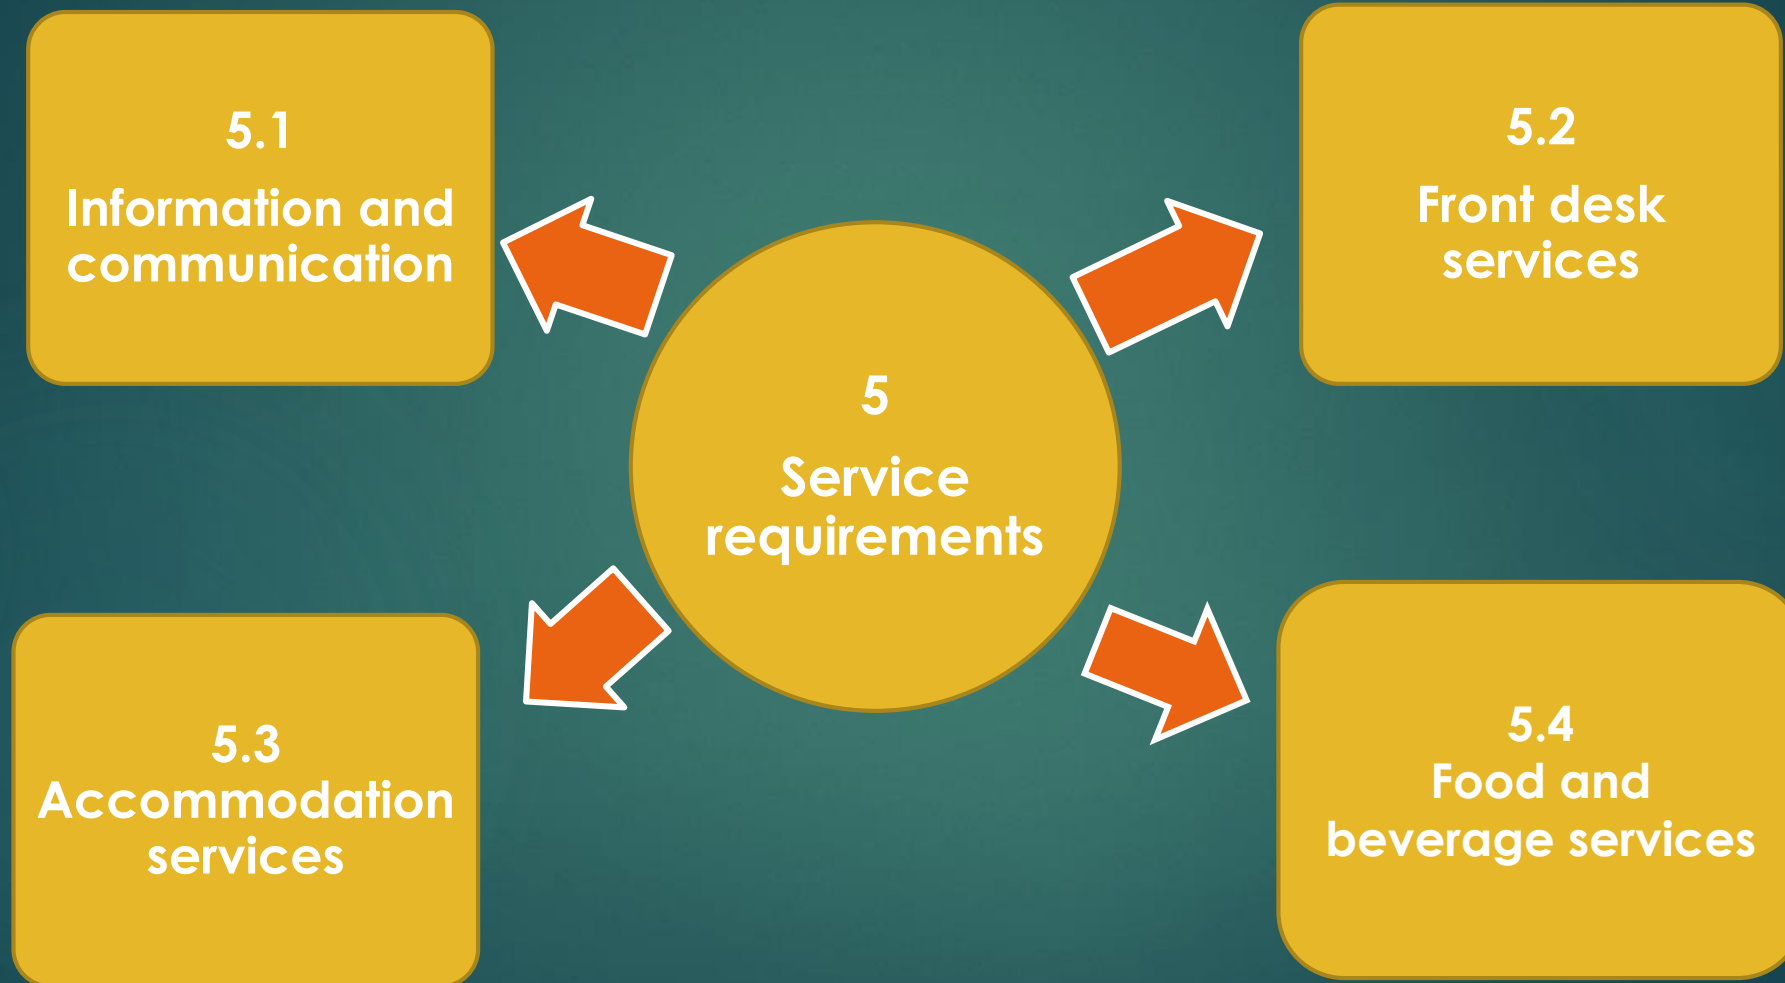 5.1
Information and
communication
5.2
Front desk
services
5
Service
requirements
5.3
Accommodation
services
5.4
Food and
beverage services